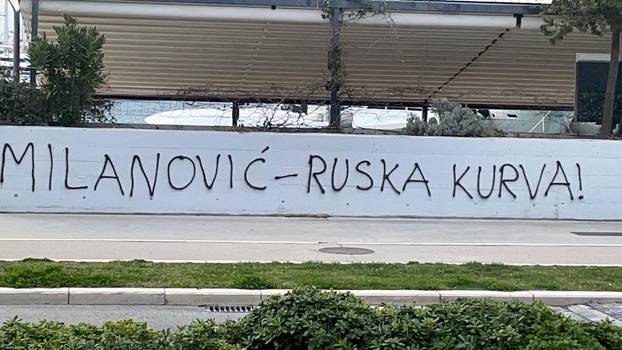 MILANOVIĆ – RUSKA KURVA!